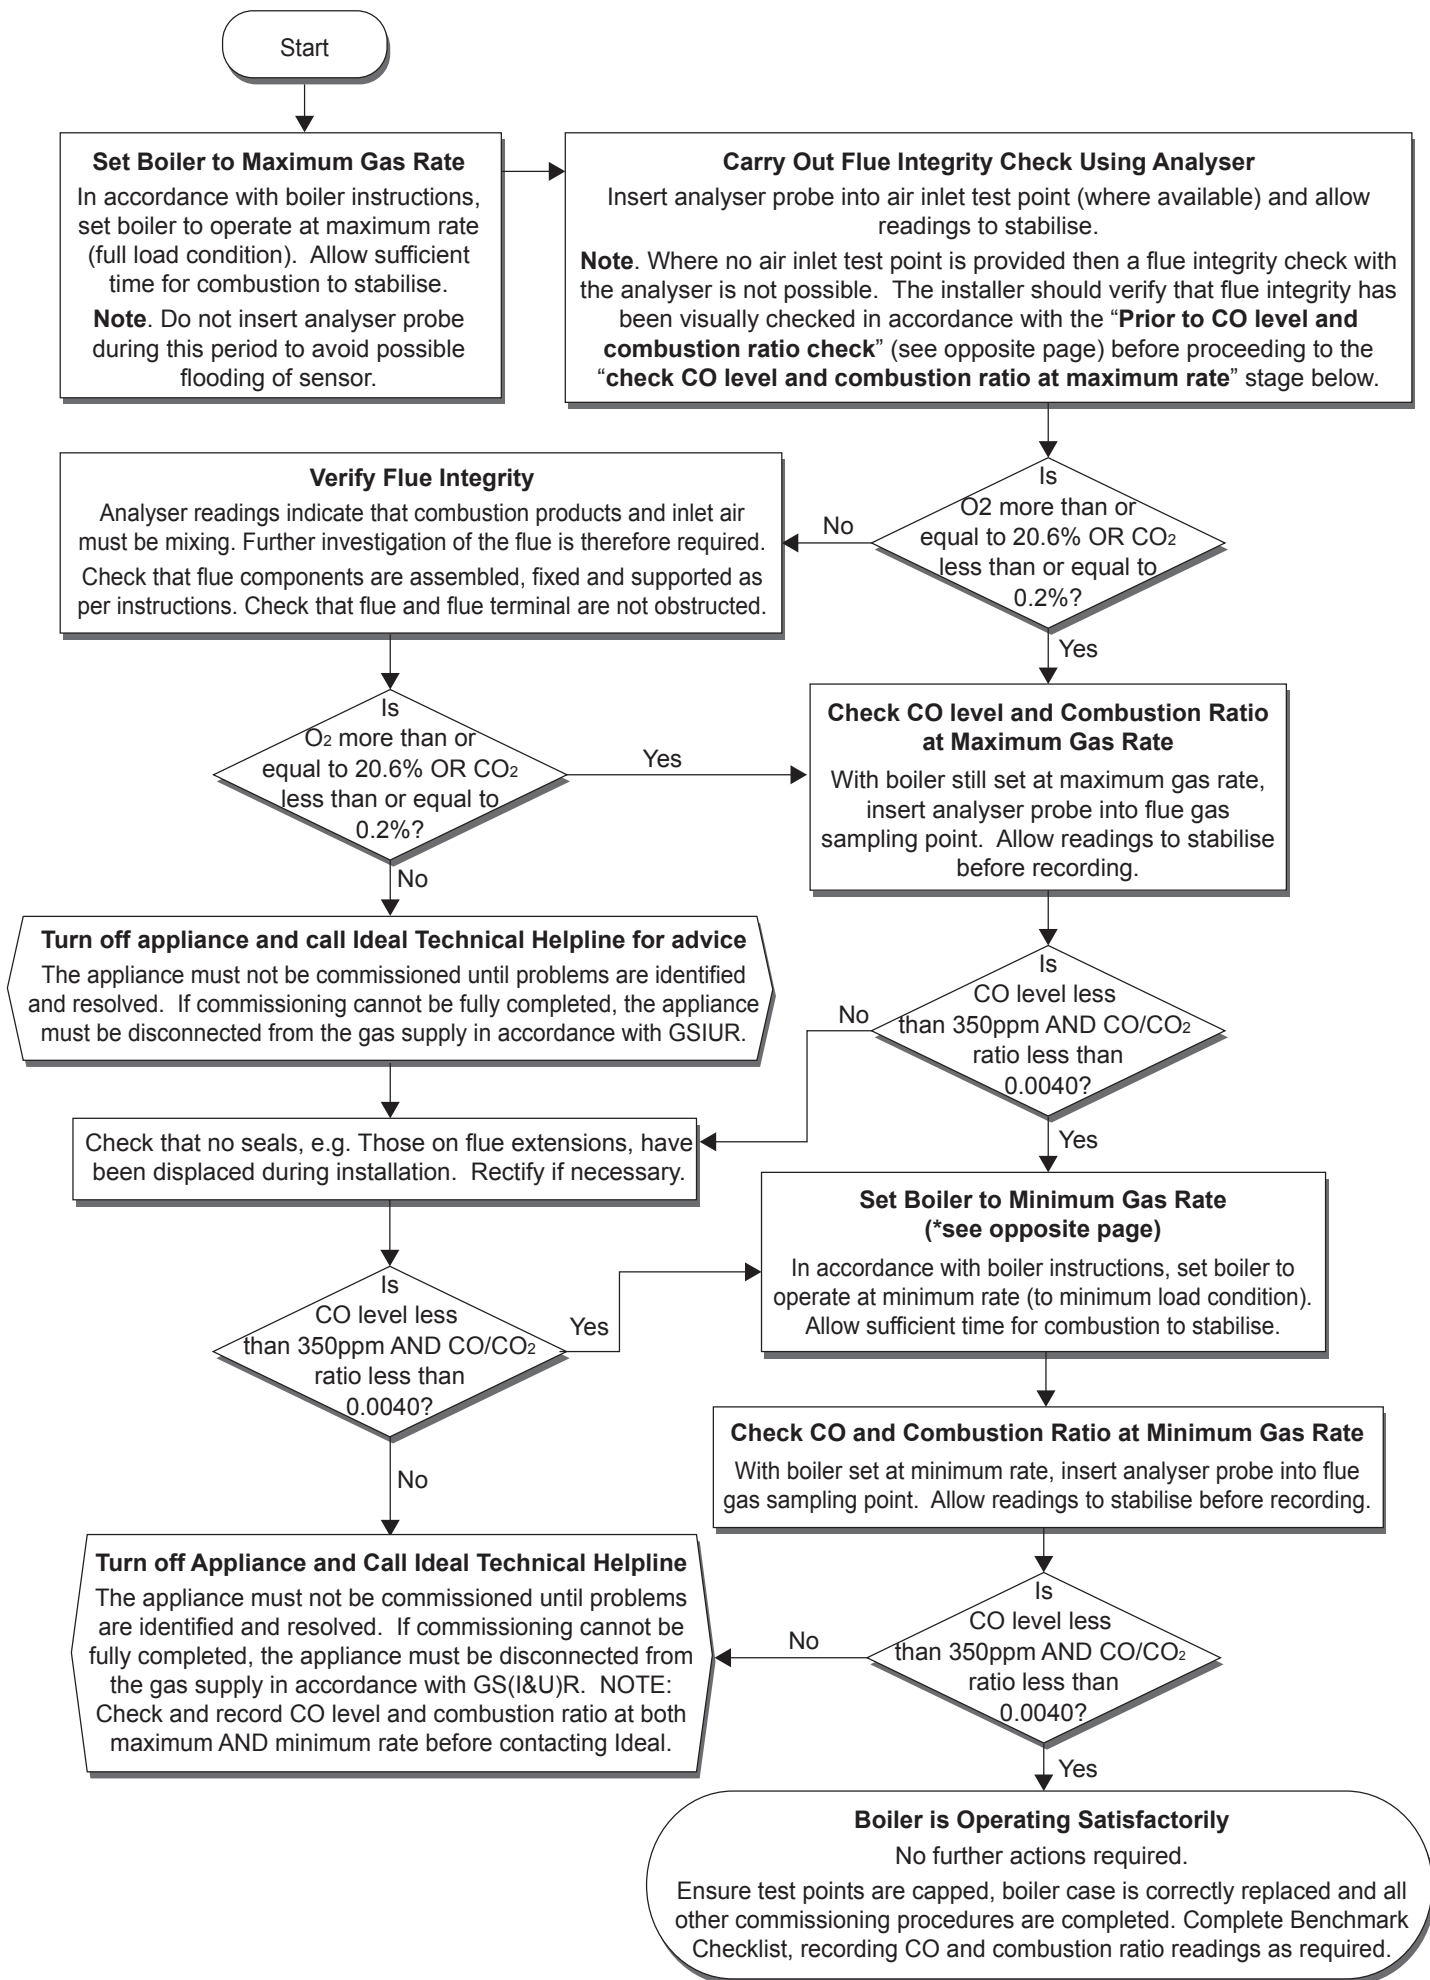 Start
Set Boiler to Maximum Gas Rate
In accordance with boiler instructions,
set boiler to operate at maximum rate
(full load condition).  Allow sufficient
time for combustion to stabilise.
Note. Do not insert analyser probe
during this period to avoid possible
flooding of sensor.
Carry Out Flue Integrity Check Using Analyser
Insert analyser probe into air inlet test point (where available) and allow
readings to stabilise.
Note. Where no air inlet test point is provided then a flue integrity check with
the analyser is not possible.  The installer should verify that flue integrity has
been visually checked in accordance with the “Prior to CO level and
combustion ratio check” (see opposite page) before proceeding to the
“check CO level and combustion ratio at maximum rate” stage below.
Is
O2 more than or
equal to 20.6% OR CO2
less than or equal to
0.2%?
No
Yes
Verify Flue Integrity
Analyser readings indicate that combustion products and inlet air
must be mixing. Further investigation of the flue is therefore required.
Check that flue components are assembled, fixed and supported as
per instructions. Check that flue and flue terminal are not obstructed.
Is
O2 more than or
equal to 20.6% OR CO2
less than or equal to
0.2%?
Yes
No
Check CO level and Combustion Ratio
at Maximum Gas Rate
With boiler still set at maximum gas rate,
insert analyser probe into flue gas
sampling point.  Allow readings to stabilise
before recording.
Turn off appliance and call Ideal Technical Helpline for advice
The appliance must not be commissioned until problems are identified
and resolved.  If commissioning cannot be fully completed, the appliance
must be disconnected from the gas supply in accordance with GSIUR.
Is
CO level less
than 350ppm AND CO/CO2
ratio less than
0.0040?
No
Yes
Check that no seals, e.g. Those on flue extensions, have
been displaced during installation.  Rectify if necessary.
Set Boiler to Minimum Gas Rate
(*see opposite page)
In accordance with boiler instructions, set boiler to
operate at minimum rate (to minimum load condition).
Allow sufficient time for combustion to stabilise.
Is
CO level less
than 350ppm AND CO/CO2
ratio less than
0.0040?
Yes
No
Check CO and Combustion Ratio at Minimum Gas Rate
With boiler set at minimum rate, insert analyser probe into flue
gas sampling point.  Allow readings to stabilise before recording.
Turn off Appliance and Call Ideal Technical Helpline
The appliance must not be commissioned until problems
are identified and resolved.  If commissioning cannot be
fully completed, the appliance must be disconnected from
the gas supply in accordance with GS(I&U)R.  NOTE:
Check and record CO level and combustion ratio at both
maximum AND minimum rate before contacting Ideal.
Is
CO level less
than 350ppm AND CO/CO2
ratio less than
0.0040?
No
Yes
Boiler is Operating Satisfactorily
No further actions required.
Ensure test points are capped, boiler case is correctly replaced and all
other commissioning procedures are completed. Complete Benchmark
Checklist, recording CO and combustion ratio readings as required.